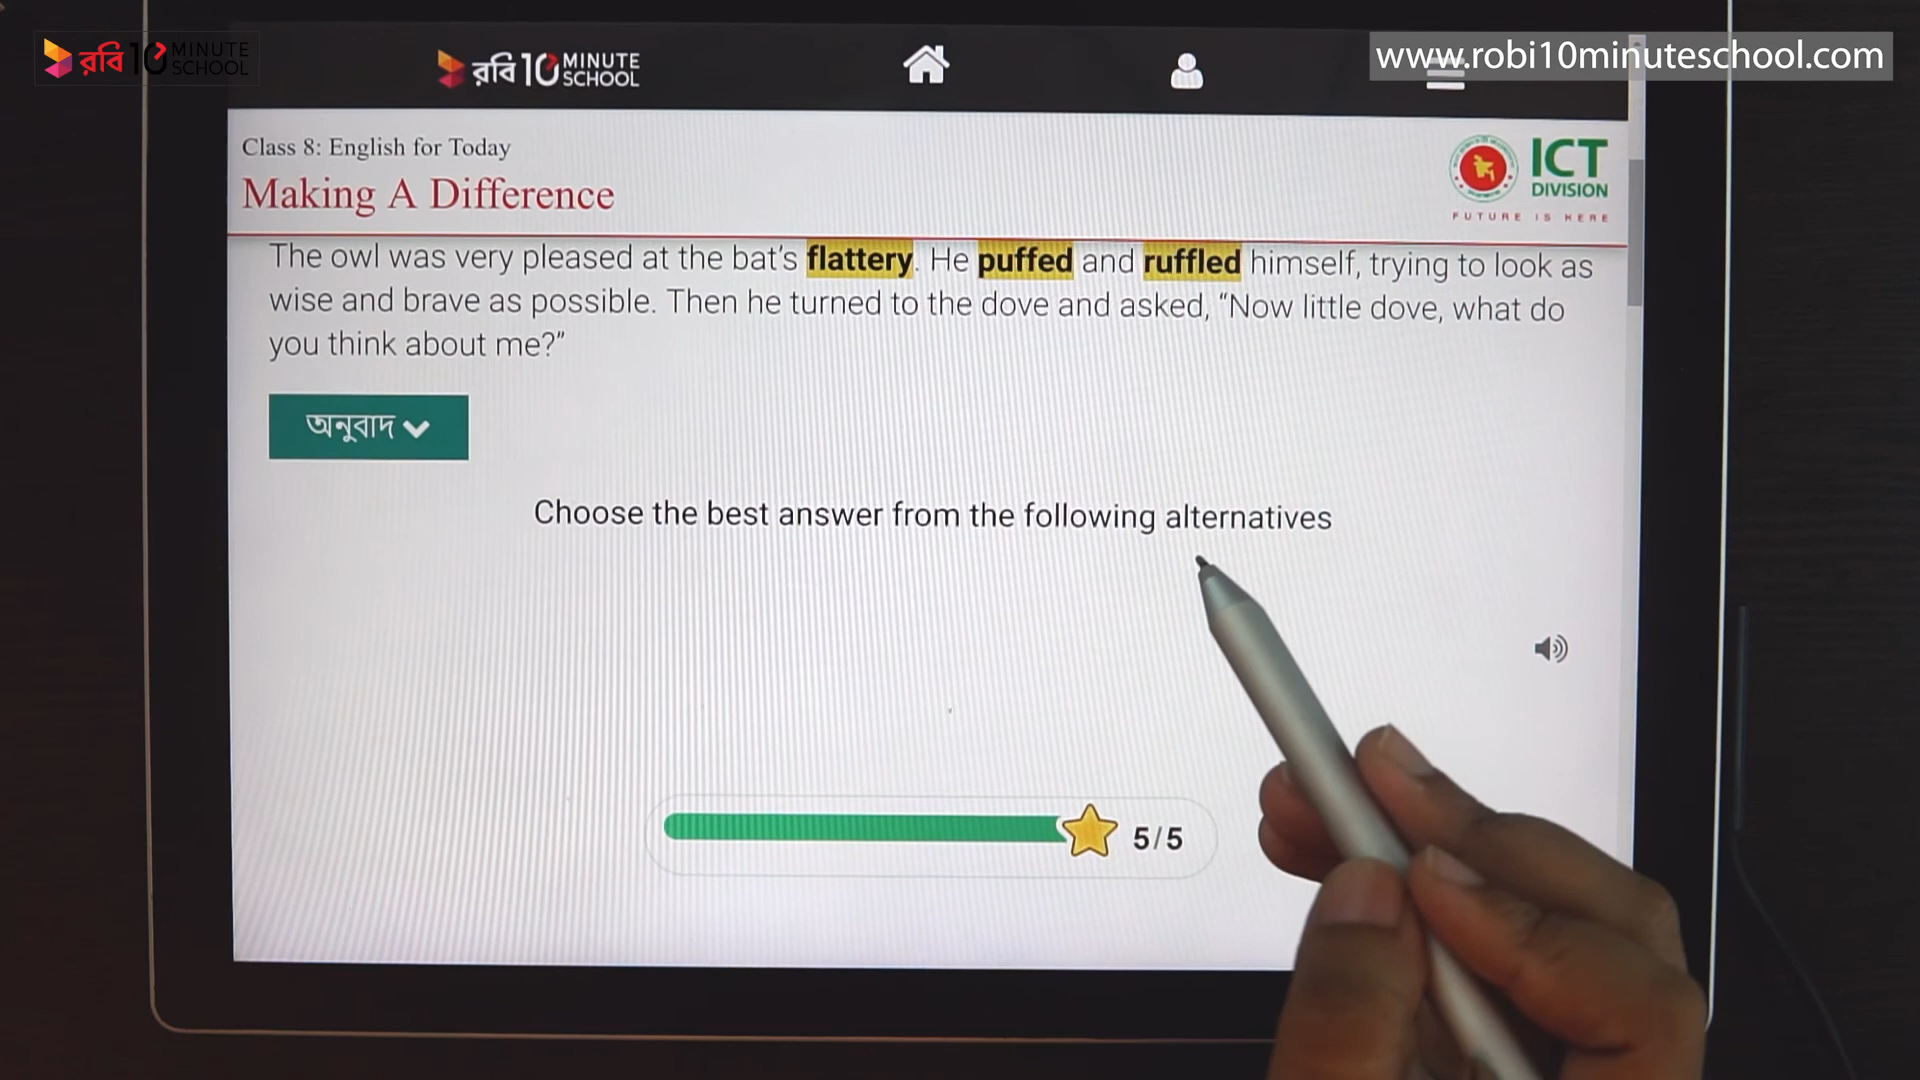 রবি 10 MINUTE SCHOOL
রবি 10 MINUTE SCHOOL
www.robi10minuteschool.com
Class 8: English for Today
Making A Difference
ICT
DIVISION
FUTURE IS HERE
The owl was very pleased at the bat's flattery. He puffed and ruffled himself, trying to look as
wise and brave as possible. Then he turned to the dove and asked, “Now little dove, what do
you think about me?”
অনুবাদ
Choose the best answer from the following alternatives
5/5